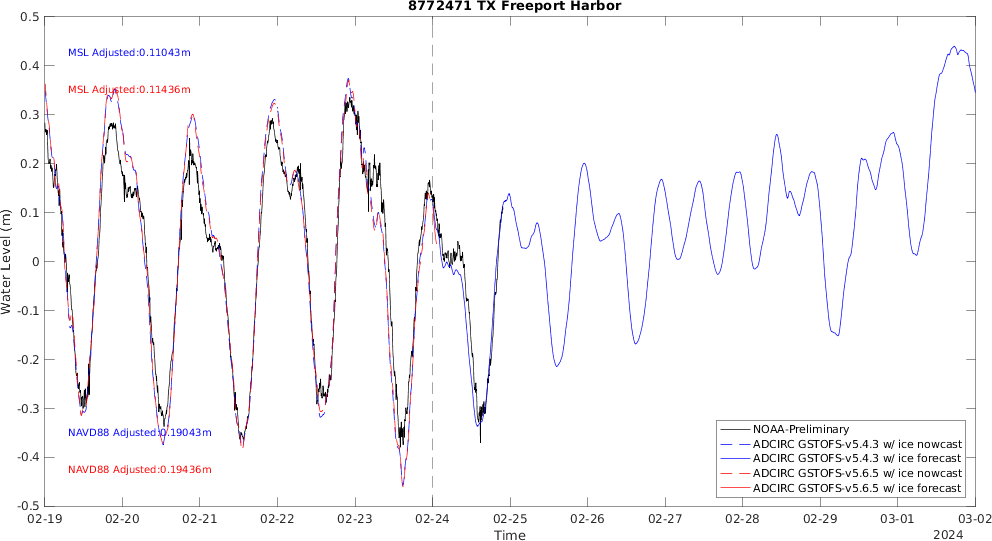 8772471 TX Freeport Harbor
0.5
0.4
0.3
0.2
0.1
0
-0.1
-0.2
-0.3
-0.4
-0.5
Water Level (m)
MSL Adjusted:0.11043m
MSL Adjusted:0.11436m
NAVD88 Adjusted:0.19043m
NAVD88 Adjusted:0.19436m
NOAA-Preliminary
ADCIRC GSTOFS-v5.4.3 w/ ice nowcast
ADCIRC GSTOFS-v5.4.3 w/ ice forecast
ADCIRC GSTOFS-v5.6.5 w/ ice nowcast
ADCIRC GSTOFS-v5.6.5 w/ ice forecast
02-19 02-20 02-21 02-22 02-23 02-24 02-25 02-26 02-27 02-28 02-29 03-01 03-02
Time
2024